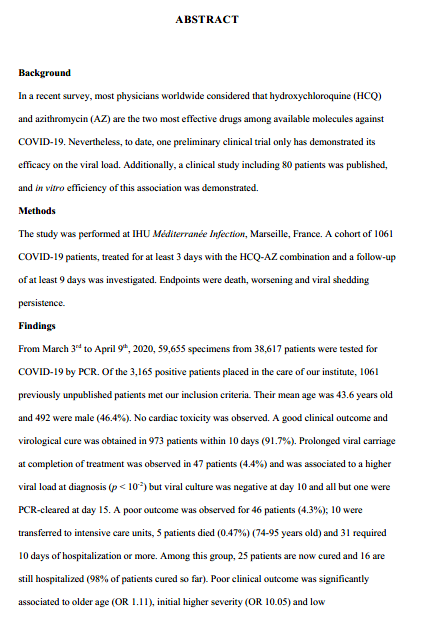 ABSTRACT
Background
In a recent survey, most physicians worldwide considered that hydroxychloroquine (HCQ)
and azithromycin (AZ) are the two most effective drugs among available molecules against
COVID-19. Nevertheless, to date, one preliminary clinical trial only has demonstrated its
efficacy on the viral load. Additionally, a clinical study including 80 patients was published,
and in vitro efficiency of this association was demonstrated.
Methods
The study was performed at IHU Méditerranée Infection, Marseille, France. A cohort of 1061
COVID-19 patients, treated for at least 3 days with the HCQ-AZ combination and a follow-up
of at least 9 days was investigated. Endpoints were death, worsening and viral shedding
persistence.
Findings
From March 3rd to April 9th, 2020, 59,655 specimens from 38,617 patients were tested for
COVID-19 by PCR. Of the 3,165 positive patients placed in the care of our institute, 1061
previously unpublished patients met our inclusion criteria. Their mean age was 43.6 years old
and 492 were male (46.4%). No cardiac toxicity was observed. A good clinical outcome and
virological cure was obtained in 973 patients within 10 days (91.7%). Prolonged viral carriage
at completion of treatment was observed in 47 patients (4.4%) and was associated to a higher
viral load at diagnosis (p < 10⁻²) but viral culture was negative at day 10 and all but one were
PCR-cleared at day 15. A poor outcome was observed for 46 patients (4.3%); 10 were
transferred to intensive care units, 5 patients died (0.47%) (74-95 years old) and 31 required
10 days of hospitalization or more. Among this group, 25 patients are now cured and 16 are
still hospitalized (98% of patients cured so far). Poor clinical outcome was significantly
associated to older age (OR 1.11), initial higher severity (OR 10.05) and low